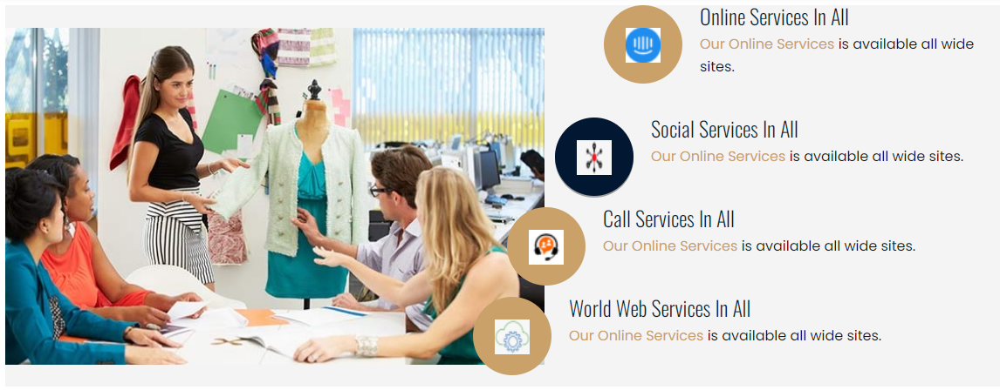 Online Services In All
Our Online Services is available all wide
sites.
Social Services In All
Our Online Services is available all wide sites.
Call Services In All
Our Online Services is available all wide sites.
World Web Services In All
Our Online Services is available all wide sites.